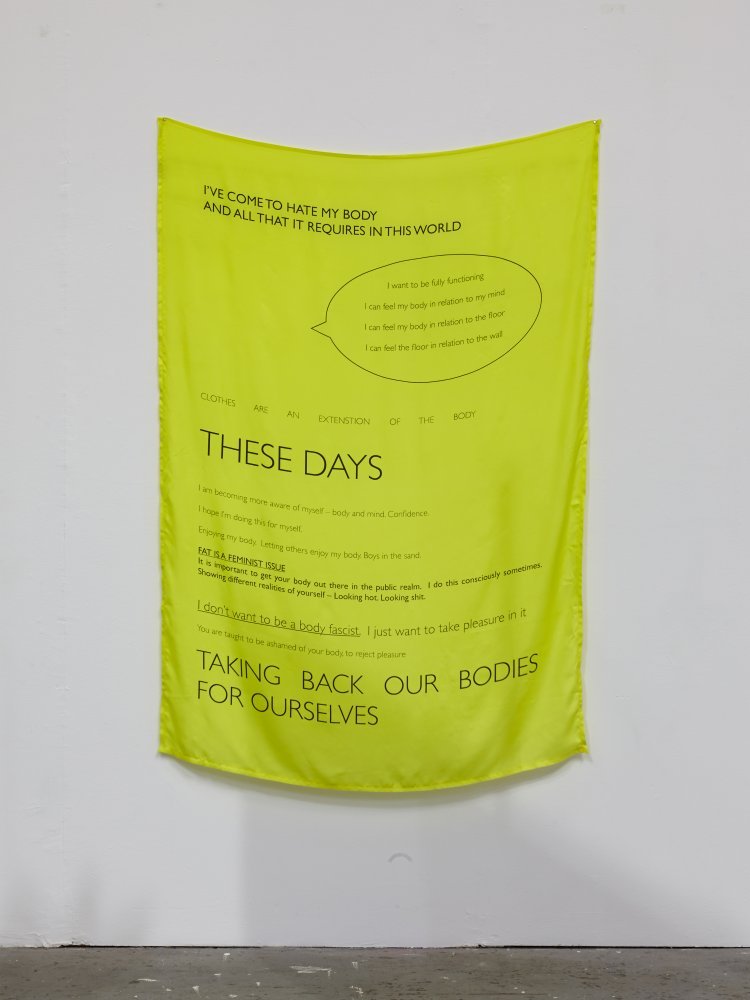 I'VE COME TO HATE MY BODY
AND ALL THAT IT REQUIRES IN THIS WORLD
I want to be fully functioning
I can feel my body in relation to my mind
I can feel my body in relation to the floor
I can feel the floor in relation to the wall
CLOTHES ARE AN EXTENSTION OF THE BODY
THESE DAYS
I am becoming more aware of myself – body and mind. Confidence.
I hope I'm doing this for myself.
Enjoying my body. Letting others enjoy my body. Boys in the sand.
FAT IS A FEMINIST ISSUE
It is important to get your body out there in the public realm. I do this consciously sometimes.
Showing different realities of yourself – Looking hot. Looking shit.
I don't want to be a body fascist. I just want to take pleasure in it
You are taught to be ashamed of your body, to reject pleasure
TAKING BACK OUR BODIES
FOR OURSELVES